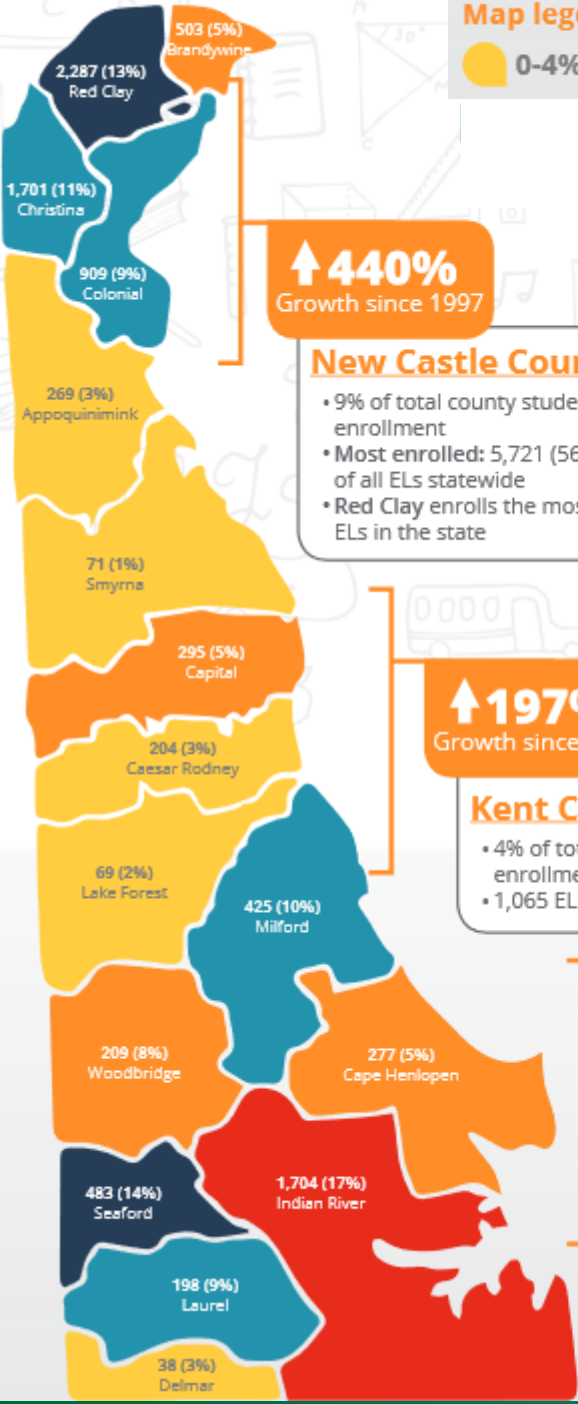 503 (5%)
Brandywine
Map leg
0-4%
2,287 (13%)
Red Clay
1,701 (11%)
Christina
909 (9%)
Colonial
440%
Growth since 1997
New Castle Cou
• 9% of total county stude
enrollment
• Most enrolled: 5,721 (56
of all ELs statewide
• Red Clay enrolls the mos
ELs in the state
269 (3%)
Appoquinimink
71 (1%)
Smyrna
295 (5%)
Capital
197%
Growth since
204 (3%)
Caesar Rodney
Kent C
• 4% of to
enrollme
• 1,065 EL
69 (2%)
Lake Forest
425 (10%)
Milford
209 (8%)
Woodbridge
277 (5%)
Cape Henlopen
483 (14%)
Seaford
1,704 (17%)
Indian River
198 (9%)
Laurel
38 (3%)
Delmar